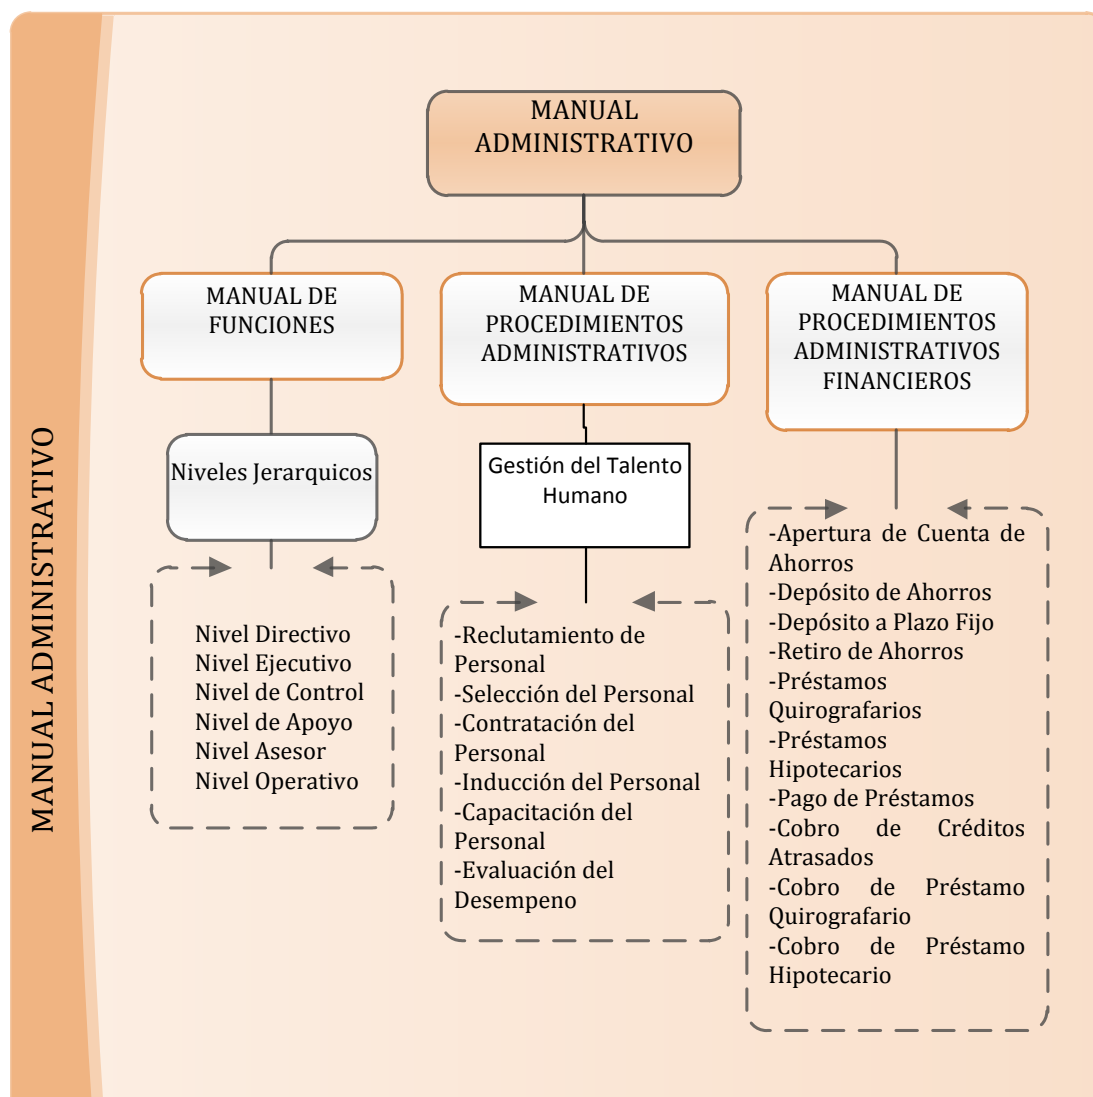 MANUAL ADMINISTRATIVO
MANUAL
ADMINISTRATIVO
MANUAL DE
FUNCIONES
Niveles Jerarquicos
Nivel Directivo
Nivel Ejecutivo
Nivel de Control
Nivel de Apoyo
Nivel Asesor
Nivel Operativo
MANUAL DE
PROCEDIMIENTOS
ADMINISTRATIVOS
Gestión del Talento
Humano
-Reclutamiento de
Personal
-Selección del Personal
-Contratación del
Personal
-Inducción del Personal
-Capacitación del
Personal
-Evaluación del
Desempeno
MANUAL DE
PROCEDIMIENTOS
ADMINISTRATIVOS
FINANCIEROS
-Apertura de Cuenta de
Ahorros
-Depósito de Ahorros
-Depósito a Plazo Fijo
-Retiro de Ahorros
-Préstamos
Quirografarios
-Préstamos
Hipotecarios
-Pago de Préstamos
-Cobro de Créditos
Atrasados
-Cobro de Préstamo
Quirografario
-Cobro de Préstamo
Hipotecario